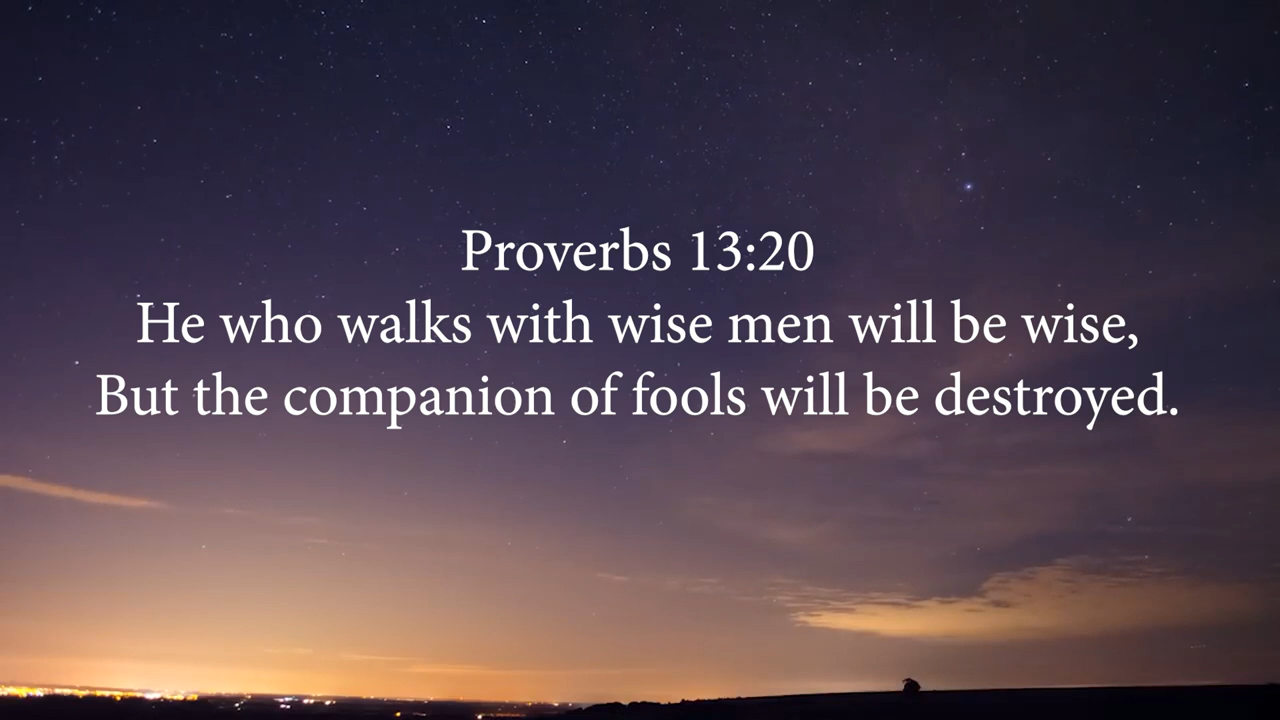 Proverbs 13:20
He who walks with wise men will be wise,
But the companion of fools will be destroyed.